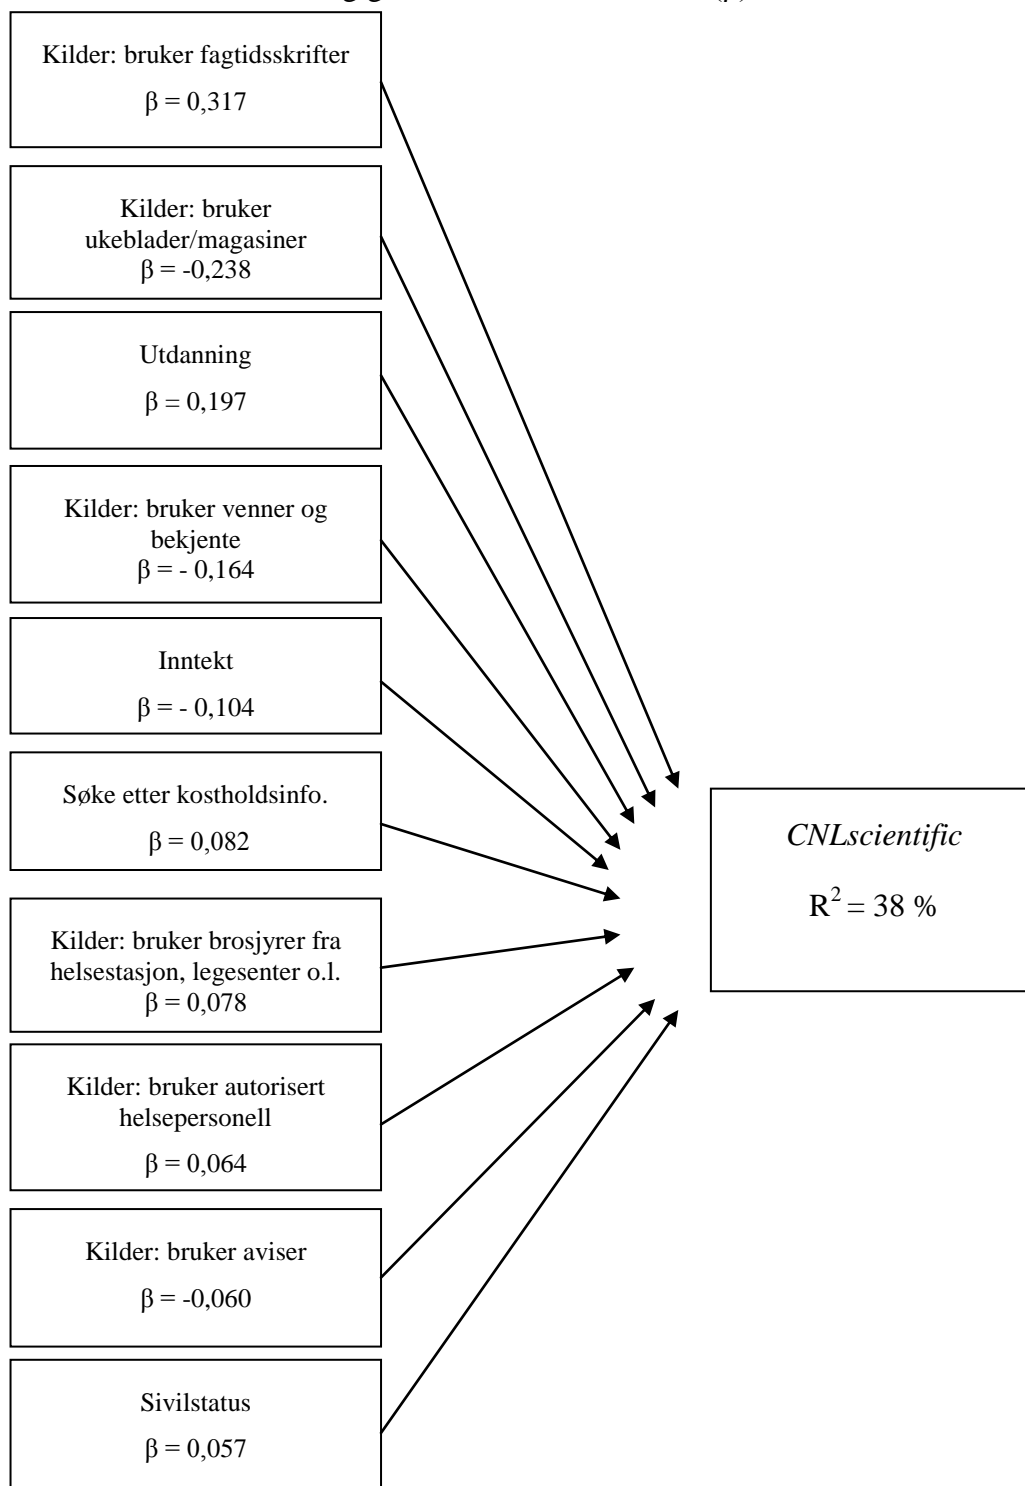 Kilder: bruker fagtidsskrifter
β = 0,317
Kilder: bruker
ukeblader/magasiner
β = -0,238
Utdanning
β = 0,197
Kilder: bruker venner og
bekjente
β = - 0,164
Inntekt
β = - 0,104
Søke etter kostholdsinfo.
β = 0,082
Kilder: bruker brosjyrer fra
helsestasjon, legesenter o.l.
β = 0,078
Kilder: bruker autorisert
helsepersonell
β = 0,064
Kilder: bruker aviser
β = -0,060
Sivilstatus
β = 0,057
CNLscientific
R² = 38 %